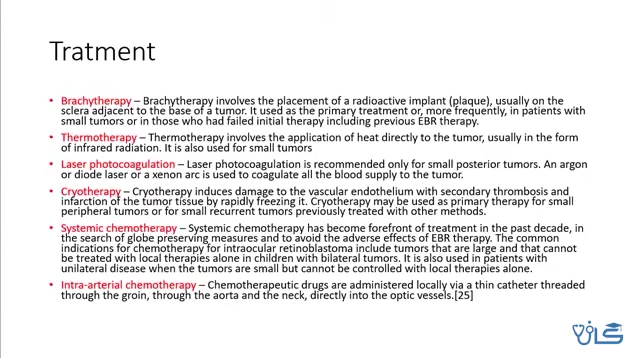 Tratment
• Brachytherapy – Brachytherapy involves the placement of a radioactive implant (plaque), usually on the
sclera adjacent to the base of a tumor. It used as the primary treatment or, more frequently, in patients with
small tumors or in those who had failed initial therapy including previous EBR therapy.
• Thermotherapy – Thermotherapy involves the application of heat directly to the tumor, usually in the form
of infrared radiation. It is also used for small tumors
• Laser photocoagulation – Laser photocoagulation is recommended only for small posterior tumors. An argon
or diode laser or a xenon arc is used to coagulate all the blood supply to the tumor.
• Cryotherapy – Cryotherapy induces damage to the vascular endothelium with secondary thrombosis and
infarction of the tumor tissue by rapidly freezing it. Cryotherapy may be used as primary therapy for small
peripheral tumors or for small recurrent tumors previously treated with other methods.
• Systemic chemotherapy – Systemic chemotherapy has become forefront of treatment in the past decade, in
the search of globe preserving measures and to avoid the adverse effects of EBR therapy. The common
indications for chemotherapy for intraocular retinoblastoma include tumors that are large and that cannot
be treated with local therapies alone in children with bilateral tumors. It is also used in patients with
unilateral disease when the tumors are small but cannot be controlled with local therapies alone.
• Intra-arterial chemotherapy – Chemotherapeutic drugs are administered locally via a thin catheter threaded
through the groin, through the aorta and the neck, directly into the optic vessels.[25]